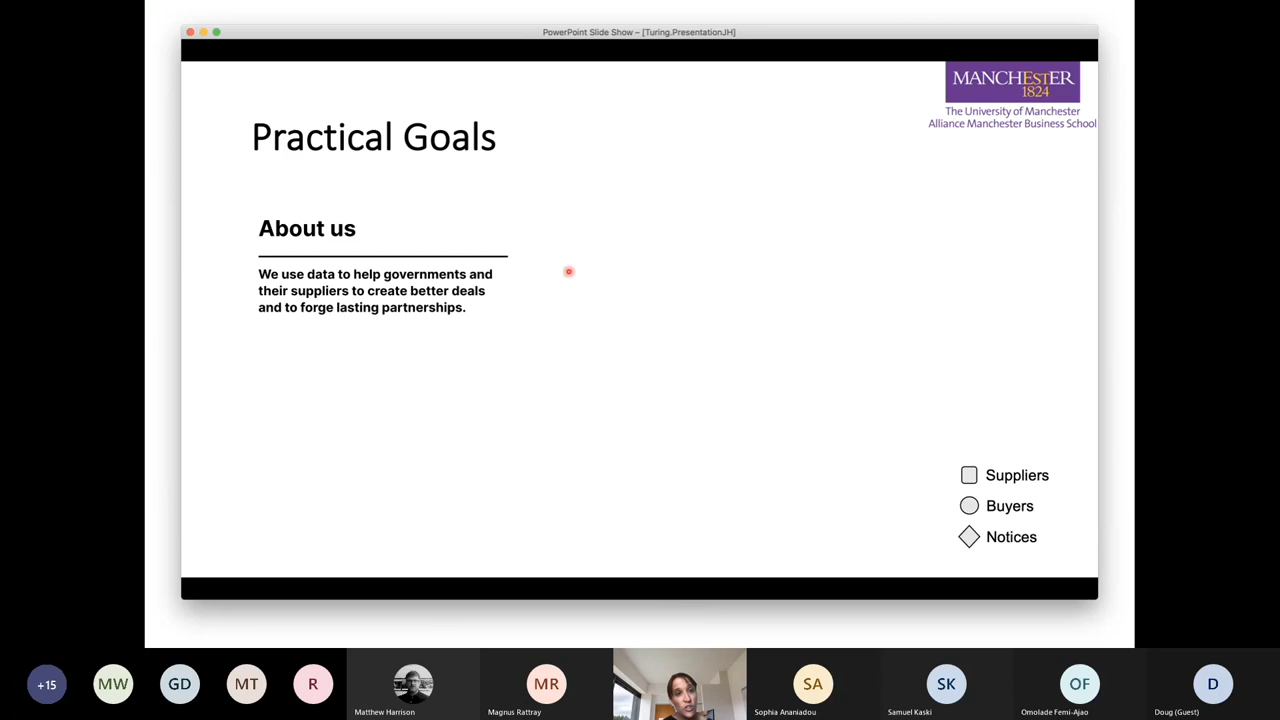 PowerPoint Slide Show – [Turing.PresentationJH]
MANCHESTER
1824
The University of Manchester
Alliance Manchester Business School
Practical Goals
About us
We use data to help governments and
their suppliers to create better deals
and to forge lasting partnerships.
Suppliers
Buyers
Notices
+15
MW
GD
MT
R
Matthew Harrison
MR
Magnus Rattray
SA
Sophia Ananiadou
SK
Samuel Kaski
OF
Omolade Femi-Ajao
D
Doug (Guest)